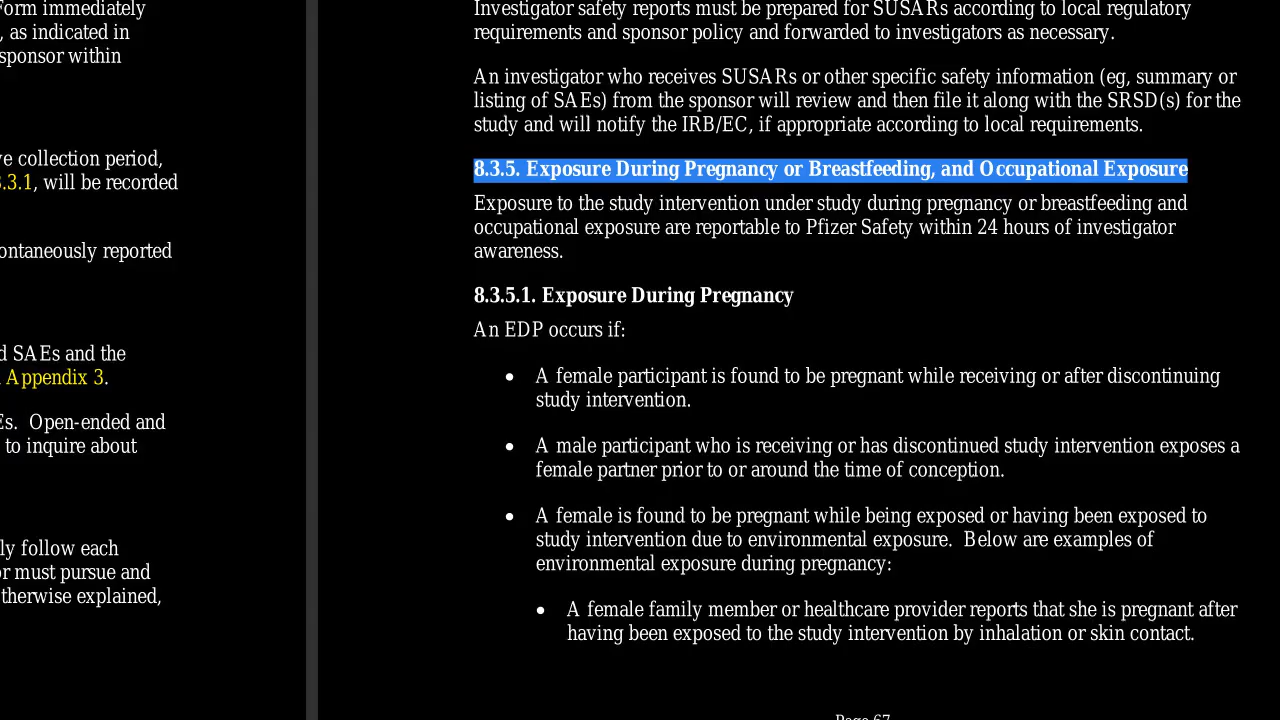 Form immediately
, as indicated in
sponsor within
ve collection period,
.3.1, will be recorded
ontaneously reported
d SAEs and the
Appendix 3.
Es.  Open-ended and
to inquire about
ly follow each
or must pursue and
therwise explained,
Investigator safety reports must be prepared for SUSARs according to local regulatory
requirements and sponsor policy and forwarded to investigators as necessary.
An investigator who receives SUSARs or other specific safety information (eg, summary or
listing of SAEs) from the sponsor will review and then file it along with the SRSD(s) for the
study and will notify the IRB/EC, if appropriate according to local requirements.
8.3.5. Exposure During Pregnancy or Breastfeeding, and Occupational Exposure
Exposure to the study intervention under study during pregnancy or breastfeeding and
occupational exposure are reportable to Pfizer Safety within 24 hours of investigator
awareness.
8.3.5.1. Exposure During Pregnancy
An EDP occurs if:
• A female participant is found to be pregnant while receiving or after discontinuing
study intervention.
• A male participant who is receiving or has discontinued study intervention exposes a
female partner prior to or around the time of conception.
• A female is found to be pregnant while being exposed or having been exposed to
study intervention due to environmental exposure.  Below are examples of
environmental exposure during pregnancy:
• A female family member or healthcare provider reports that she is pregnant after
having been exposed to the study intervention by inhalation or skin contact.
Page 67